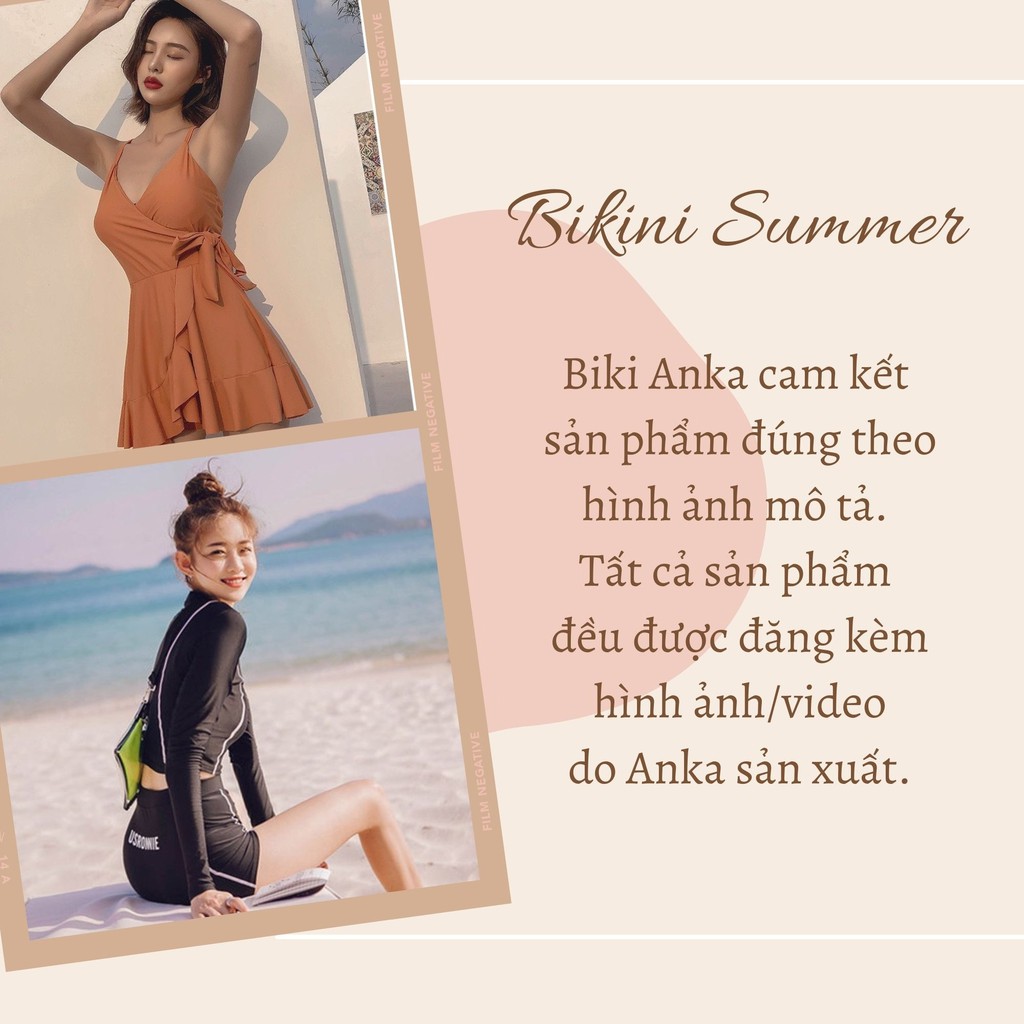 FILM NEGATIVE
Bikini Summer
Biki Anka cam kết
sản phẩm đúng theo
hình ảnh mô tả.
Tất cả sản phẩm
đều được đăng kèm
hình ảnh/video
do Anka sản xuất.
FILM NEGATIVE
FILM NEGATIVE
USRONNIE
14 A